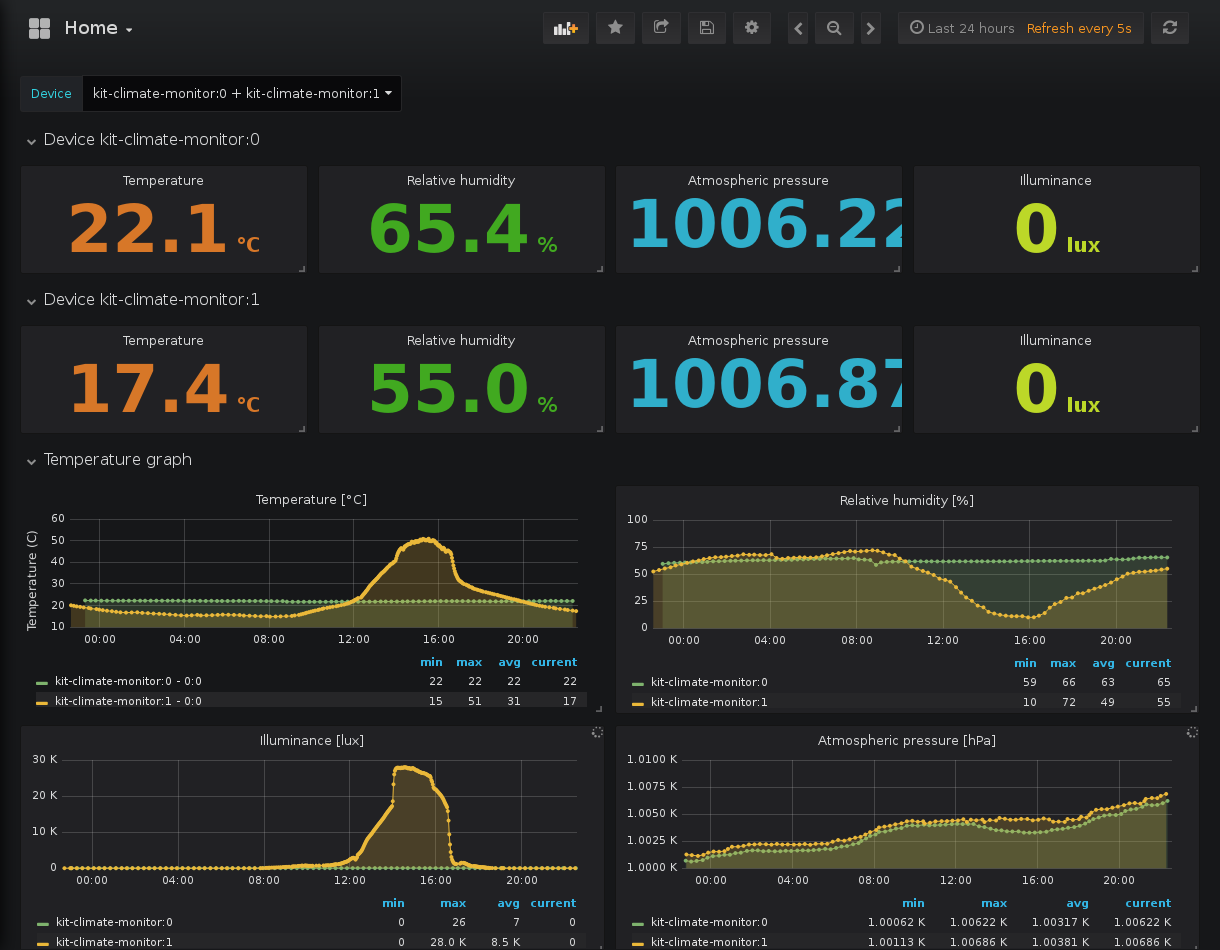 Home
Last 24 hours Refresh every 5s
Device kit-climate-monitor:0 + kit-climate-monitor:1
Device kit-climate-monitor:0
Temperature Relative humidity Atmospheric pressure Illuminance
22.1 °C 65.4 % 1006.22 0 lux
Device kit-climate-monitor:1
Temperature Relative humidity Atmospheric pressure Illuminance
17.4 °C 55.0 % 1006.87 0 lux
Temperature graph
Temperature [°C]
Temperature (C)
60
50
40
30
20
10
00:00 04:00 08:00 12:00 16:00 20:00
min max avg current
kit-climate-monitor:0 - 0:0 22 22 22 22
kit-climate-monitor:1 - 0:0 15 51 31 17
Relative humidity [%]
100
75
50
25
0
00:00 04:00 08:00 12:00 16:00 20:00
min max avg current
kit-climate-monitor:0 59 66 63 65
kit-climate-monitor:1 10 72 49 55
Illuminance [lux]
30 K
20 K
10 K
0
00:00 04:00 08:00 12:00 16:00 20:00
min max avg current
kit-climate-monitor:0 0 26 7 0
kit-climate-monitor:1 0 28.0 K 8.5 K 0
Atmospheric pressure [hPa]
1.0100 K
1.0075 K
1.0050 K
1.0025 K
1.0000 K
00:00 04:00 08:00 12:00 16:00 20:00
min max avg current
kit-climate-monitor:0 1.00062 K 1.00622 K 1.00317 K 1.00622 K
kit-climate-monitor:1 1.00113 K 1.00686 K 1.00381 K 1.00686 K